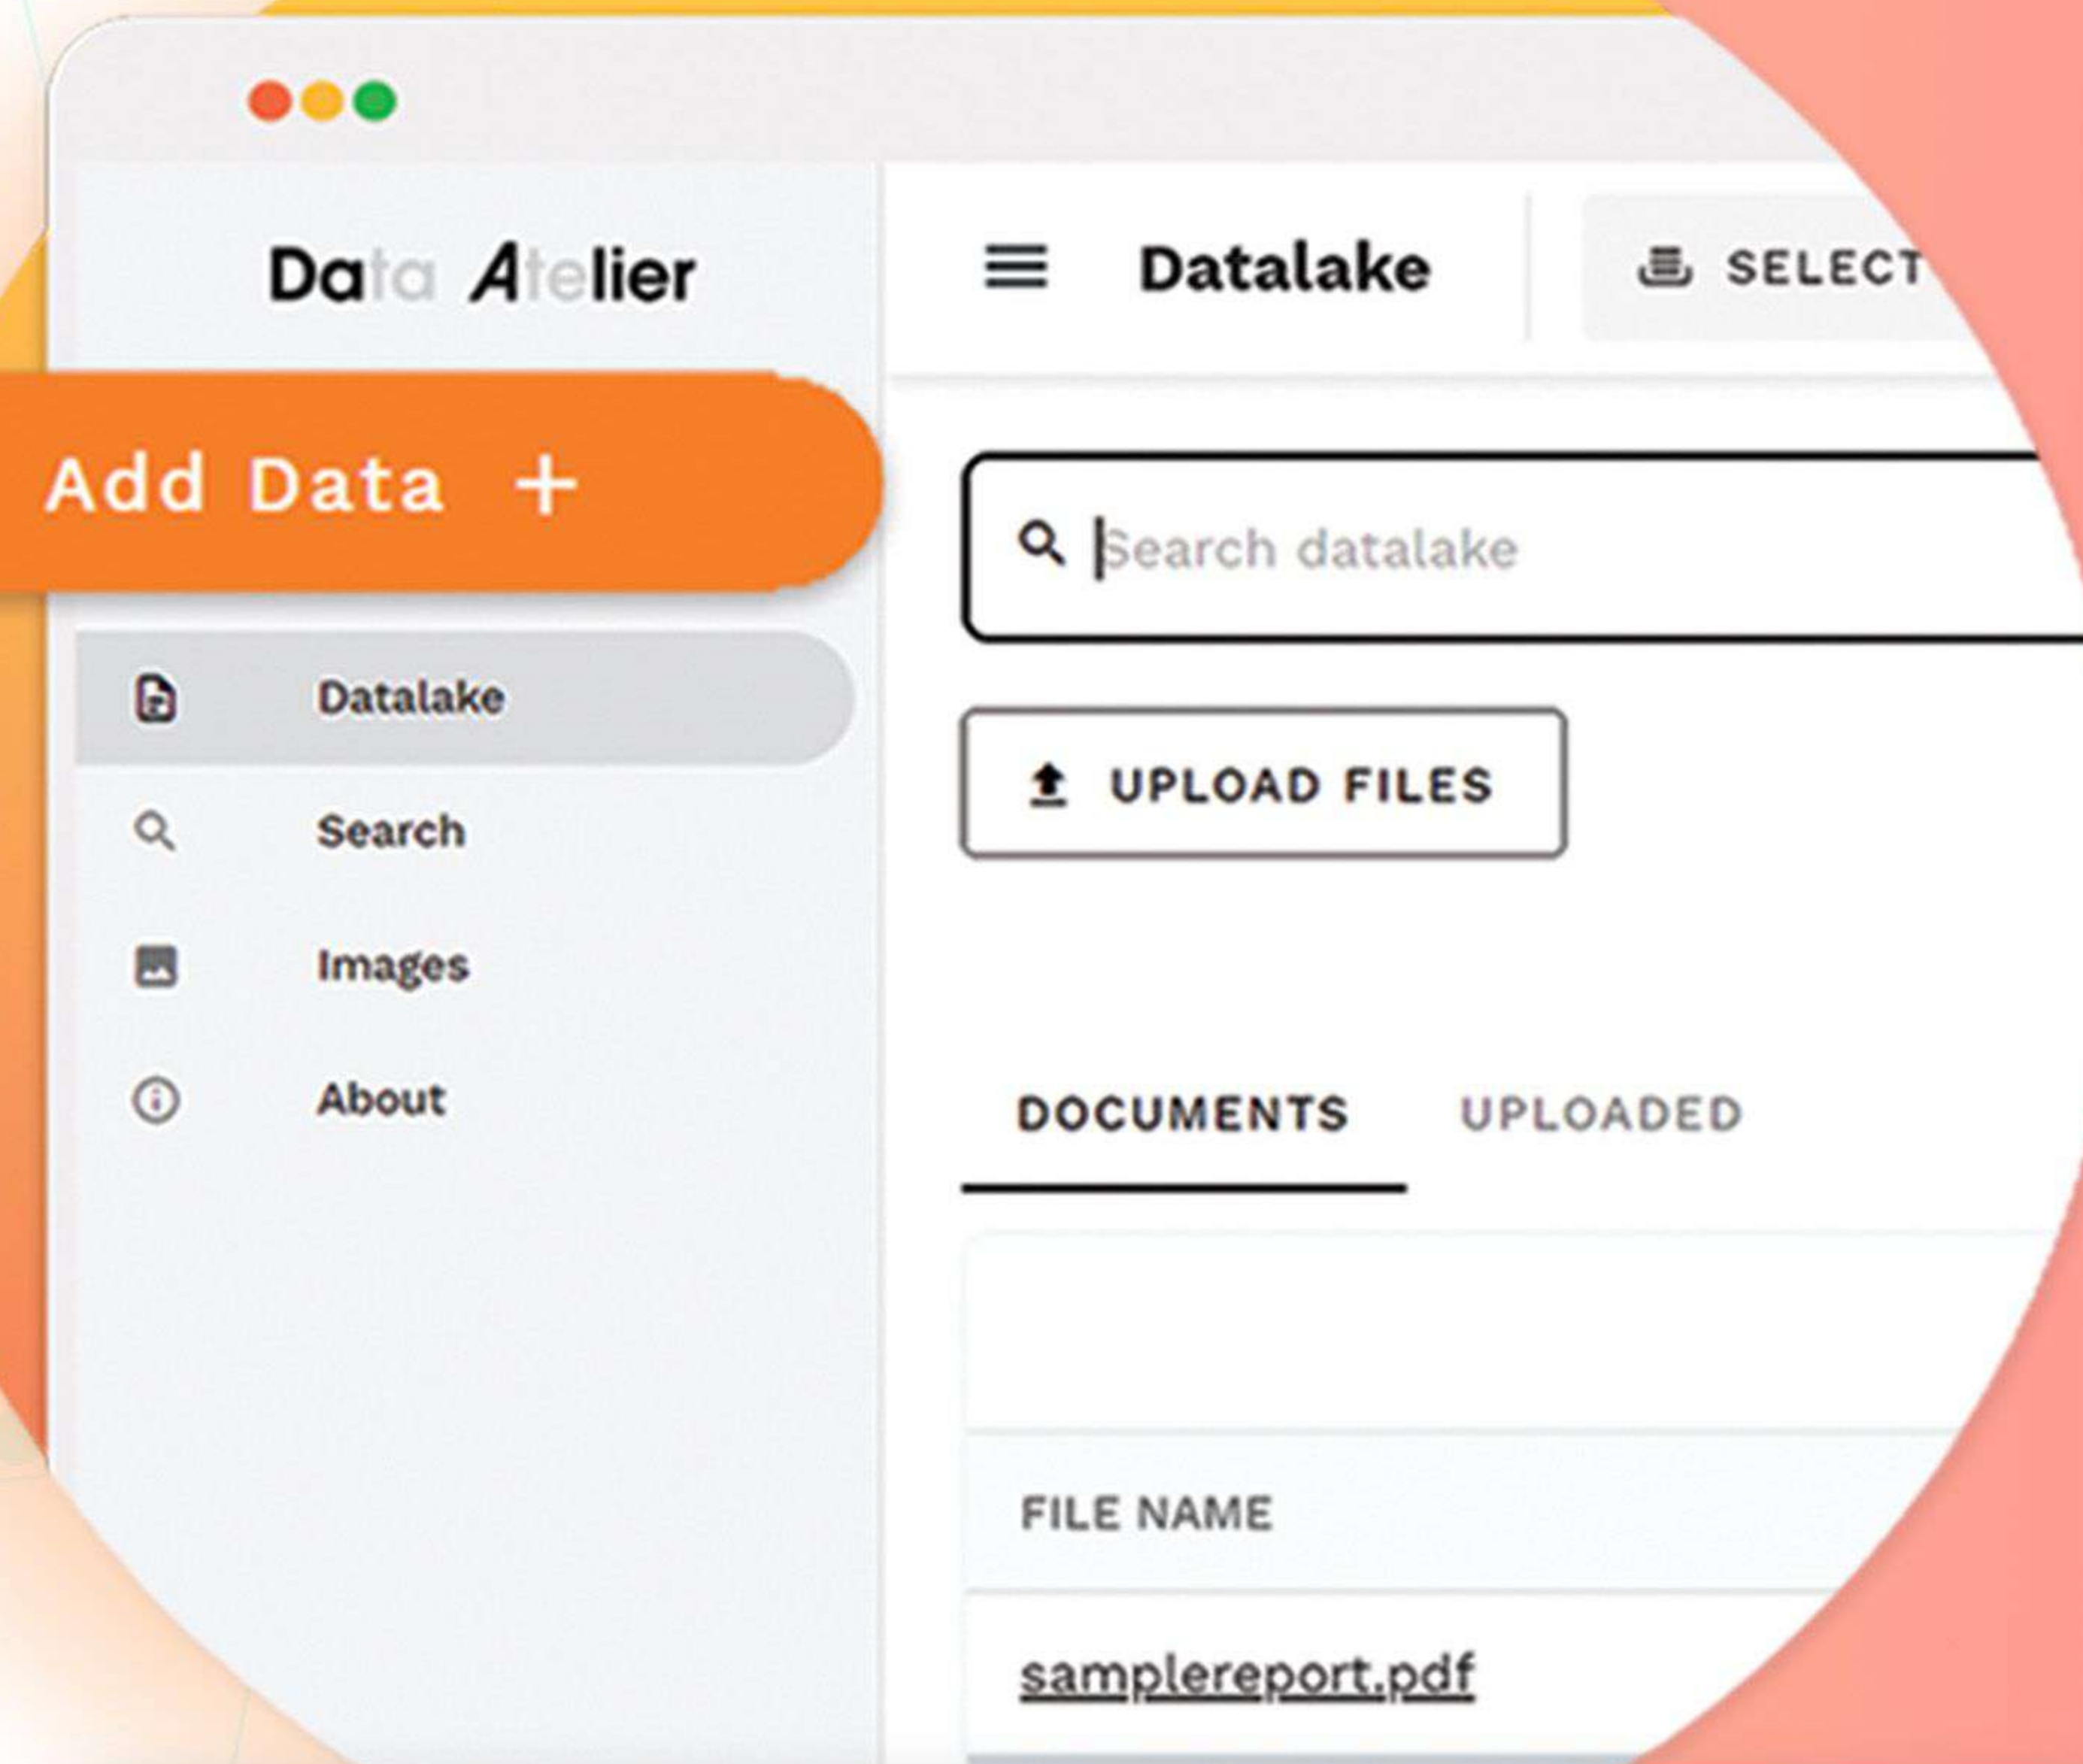 Data Atelier
Add Data +
Datalake
Search
Images
About
Datalake
SELECT
Search datalake
UPLOAD FILES
DOCUMENTS UPLOADED
FILE NAME
samplereport.pdf